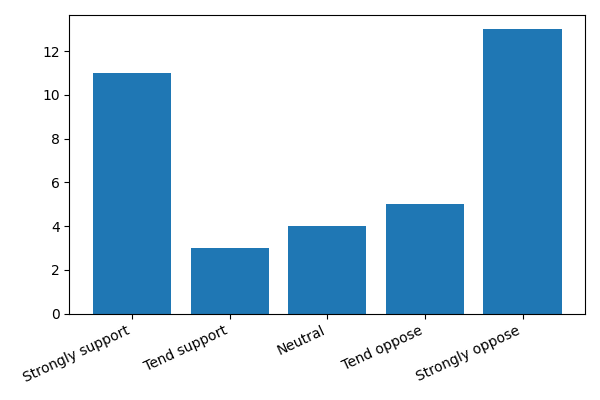 12
10
8
6
4
2
0
Strongly support
Tend support
Neutral
Tend oppose
Strongly oppose